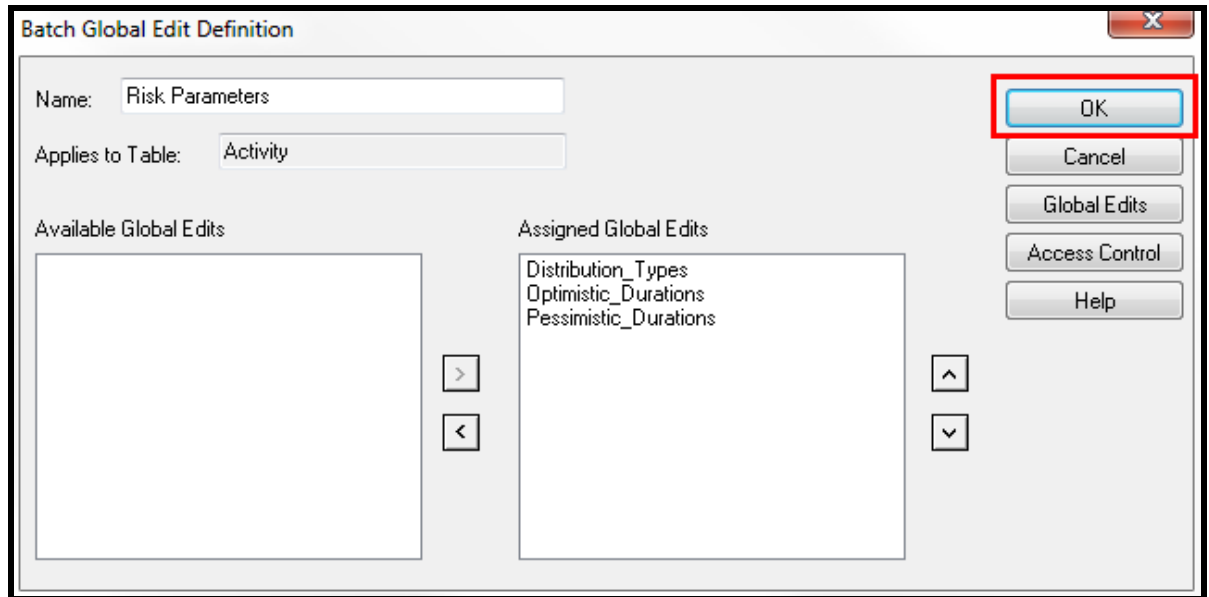 Batch Global Edit Definition
Name: Risk Parameters
OK
Applies to Table: Activity
Cancel
Global Edits
Available Global Edits
Assigned Global Edits
Access Control
Distribution_Types
Optimistic_Durations
Pessimistic_Durations
Help
>
<